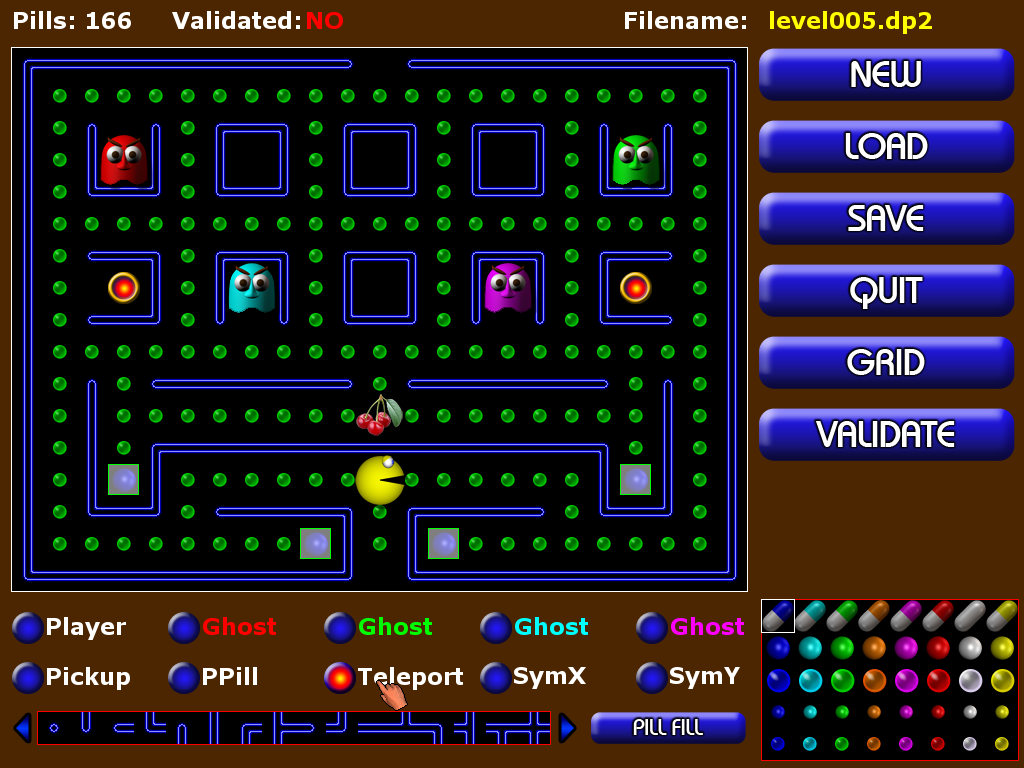 Pills: 166 Validated: NO Filename: level005.dp2
NEW
LOAD
SAVE
QUIT
GRID
VALIDATE
Player Ghost Ghost Ghost Ghost
Pickup PPill Teleport SymX SymY
PILL FILL